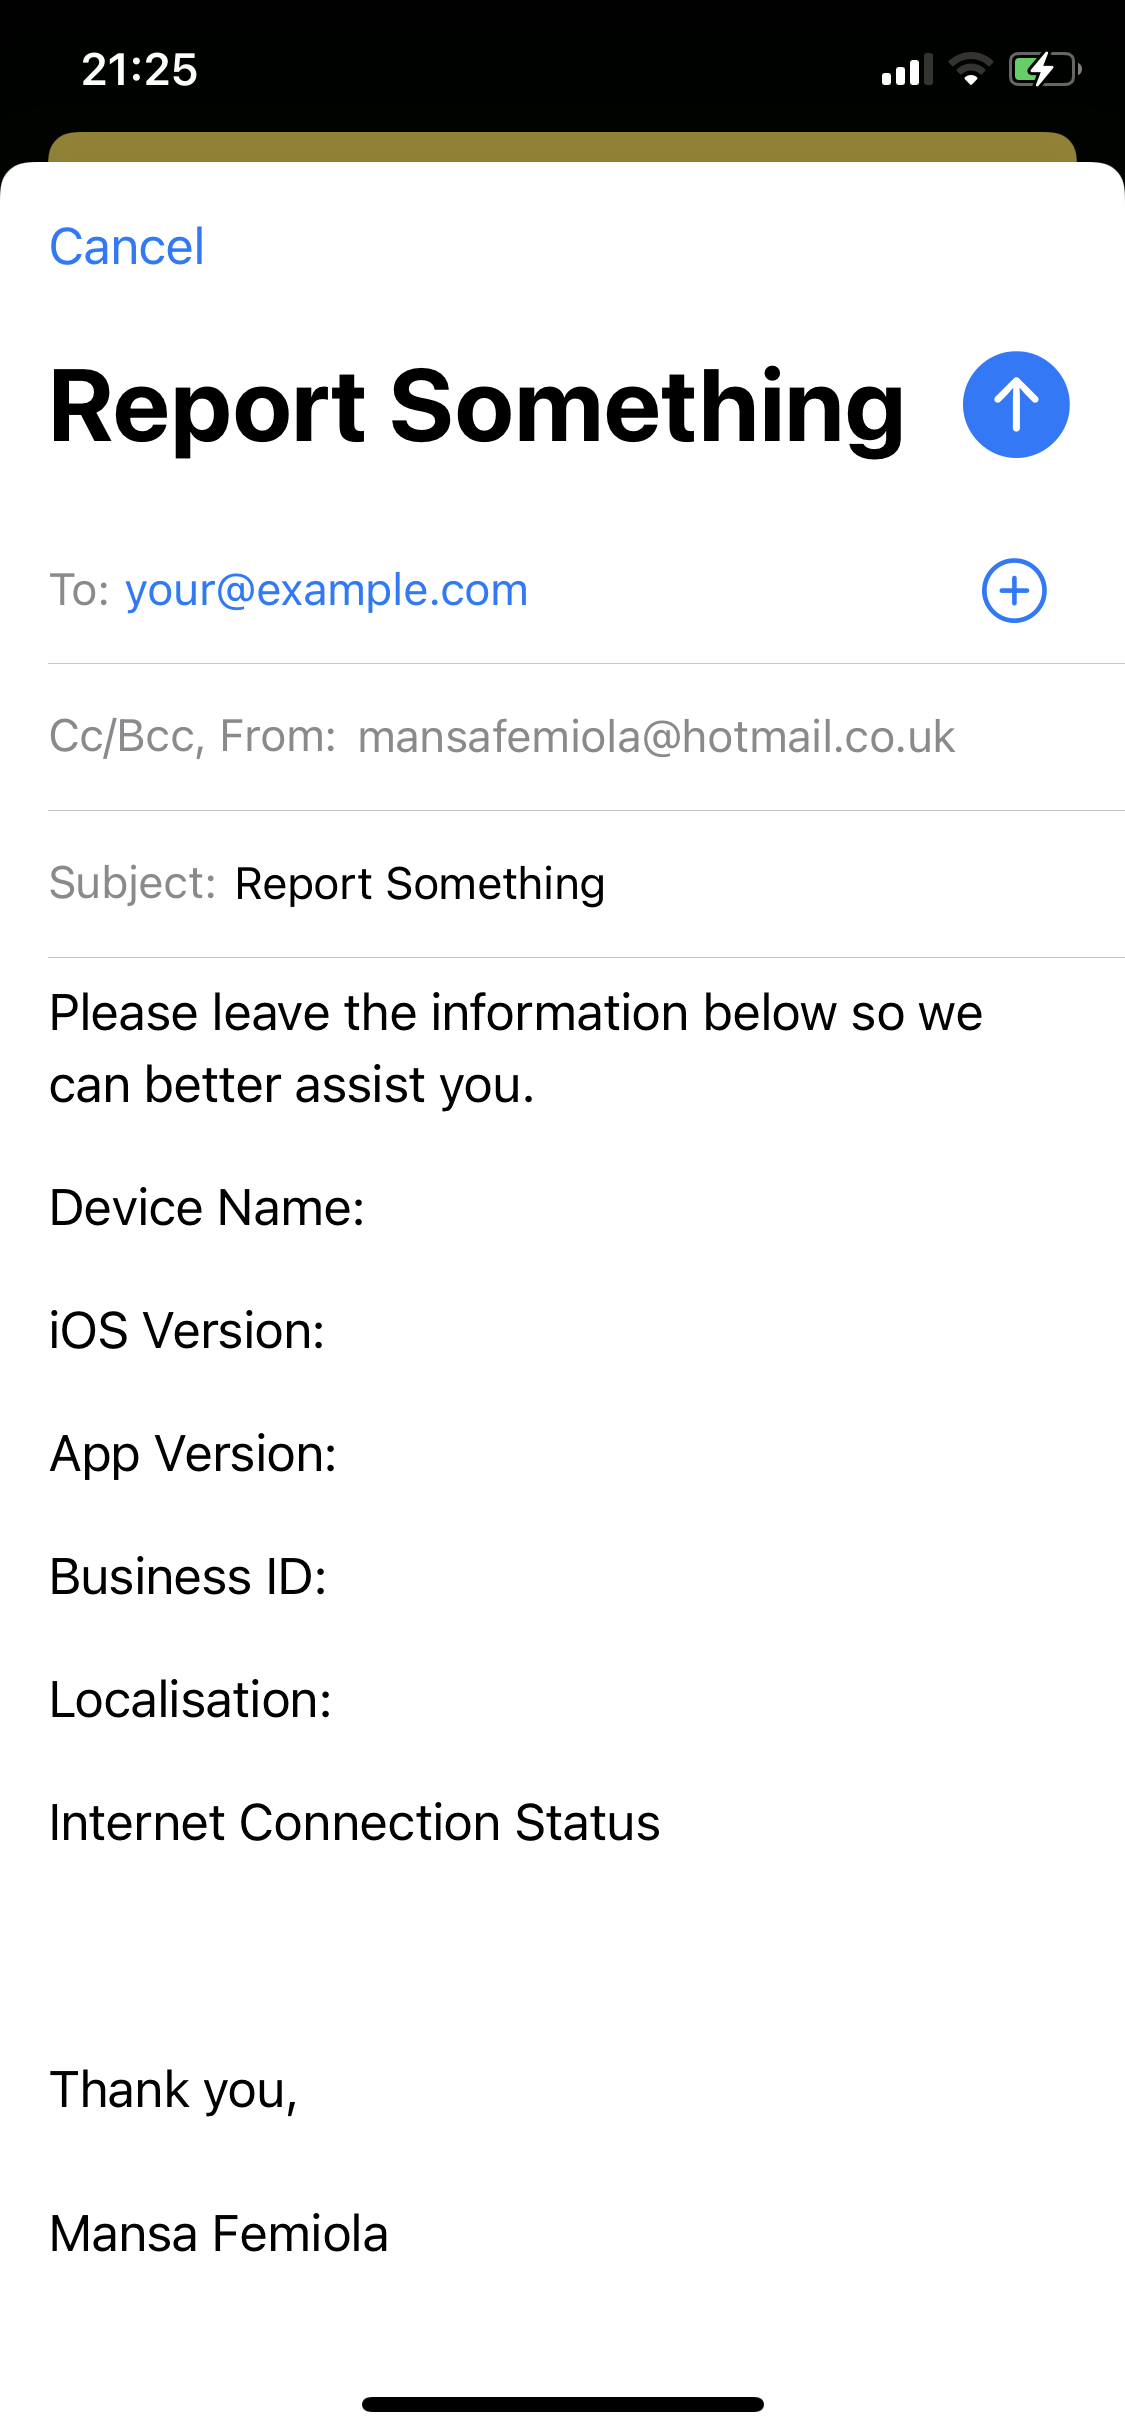 21:25
Cancel
Report Something
To: your@example.com
Cc/Bcc, From: mansafemiola@hotmail.co.uk
Subject: Report Something
Please leave the information below so we
can better assist you.
Device Name:
iOS Version:
App Version:
Business ID:
Localisation:
Internet Connection Status
Thank you,
Mansa Femiola